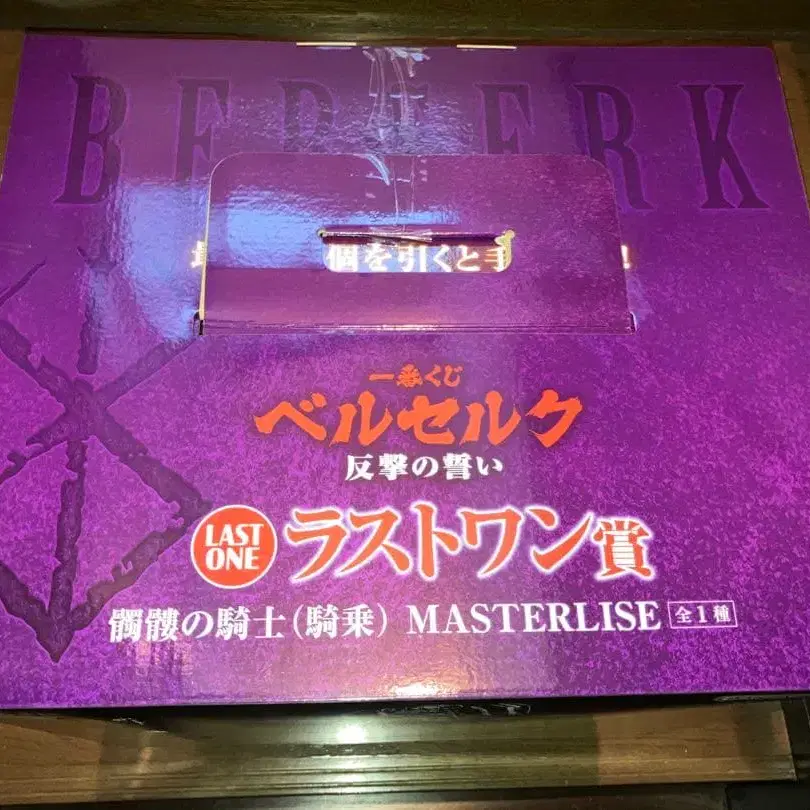 BERSERK
個を引くと手
一番くじ
ベルセルク
反撃の誓い
LAST
ONE
ラストワン賞
髑髏の騎士(騎乗) MASTERLISE 全1種